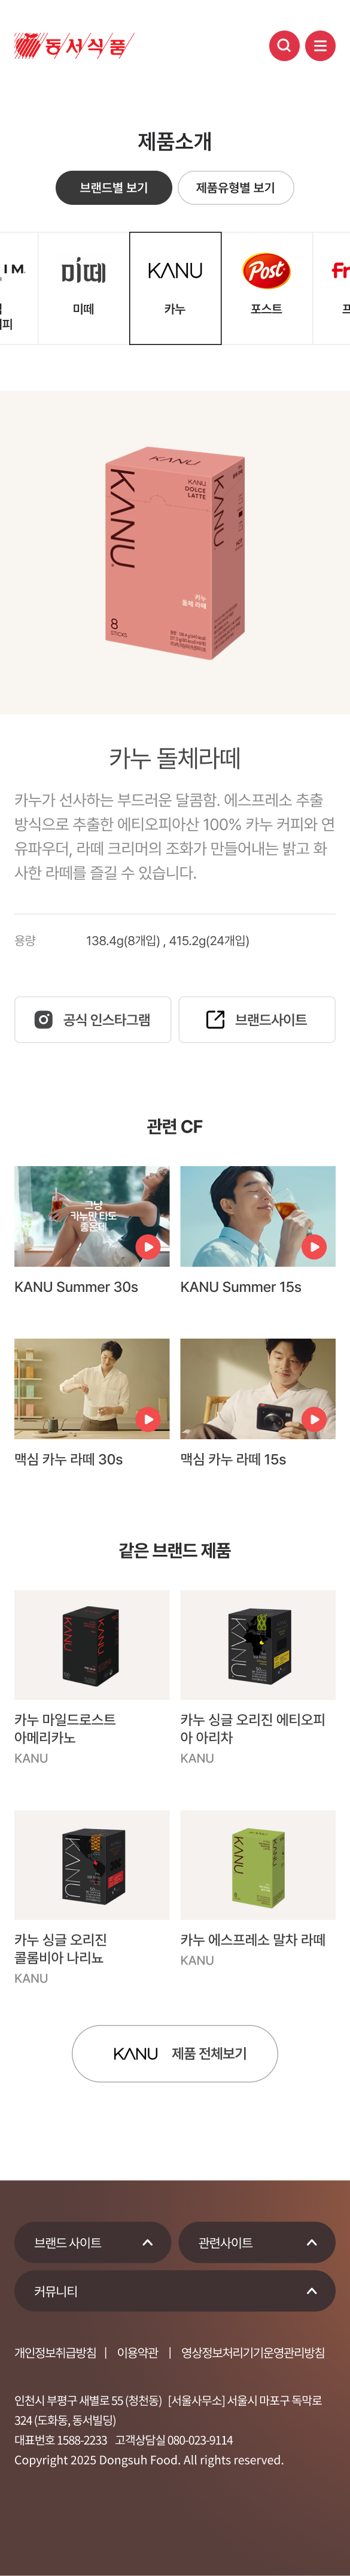 동서식품
제품소개
브랜드별 보기
제품유형별 보기
미떼
KANU
Post
미떼
카누
포스트
KANU
KANU
DOLCE
LATTE
KANU
KANU
카누
돌체 라떼
8
STICKS
카누 돌체라떼
카누가 선사하는 부드러운 달콤함. 에스프레소 추출
방식으로 추출한 에티오피아산 100% 카누 커피와 연
유파우더, 라떼 크리머의 조화가 만들어내는 밝고 화
사한 라떼를 즐길 수 있습니다.
용량 138.4g(8개입) , 415.2g(24개입)
공식 인스타그램
브랜드사이트
관련 CF
그냥
카누만 타도
좋은데
KANU Summer 30s
KANU Summer 15s
맥심 카누 라떼 30s
맥심 카누 라떼 15s
같은 브랜드 제품
KANU
KANU
KANU
카누 마일드로스트
아메리카노
KANU
카누 싱글 오리진 에티오피
아 아리차
KANU
KANU
KANU
카누 싱글 오리진
콜롬비아 나리뇨
KANU
카누 에스프레소 말차 라떼
KANU
KANU 제품 전체보기
브랜드 사이트
관련사이트
커뮤니티
개인정보취급방침 | 이용약관 | 영상정보처리기기운영관리방침
인천시 부평구 새별로 55 (청천동) [서울사무소] 서울시 마포구 독막로
324 (도화동, 동서빌딩)
대표번호 1588-2233 고객상담실 080-023-9114
Copyright 2025 Dongsuh Food. All rights reserved.